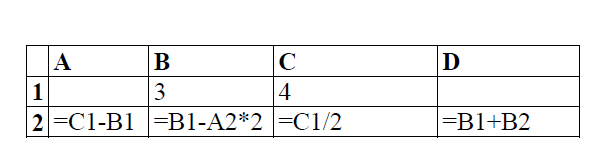 A B C D
1 3 4
2 =C1-B1 =B1-A2*2 =C1/2 =B1+B2